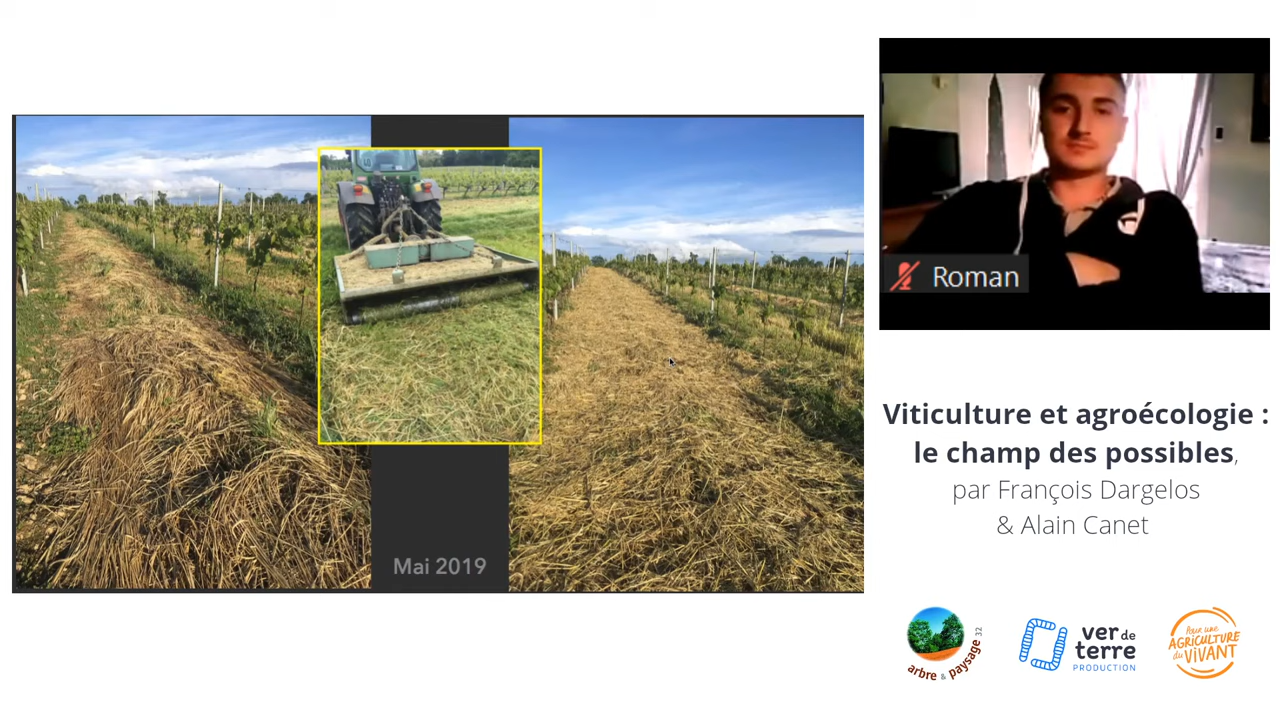 Mai 2019
Roman
Viticulture et agroécologie :
le champ des possibles,
par François Dargelos
& Alain Canet
arbre & paysage 32
ver de
terre
PRODUCTION
Pour une
AGRICULTURE
du ViVANT